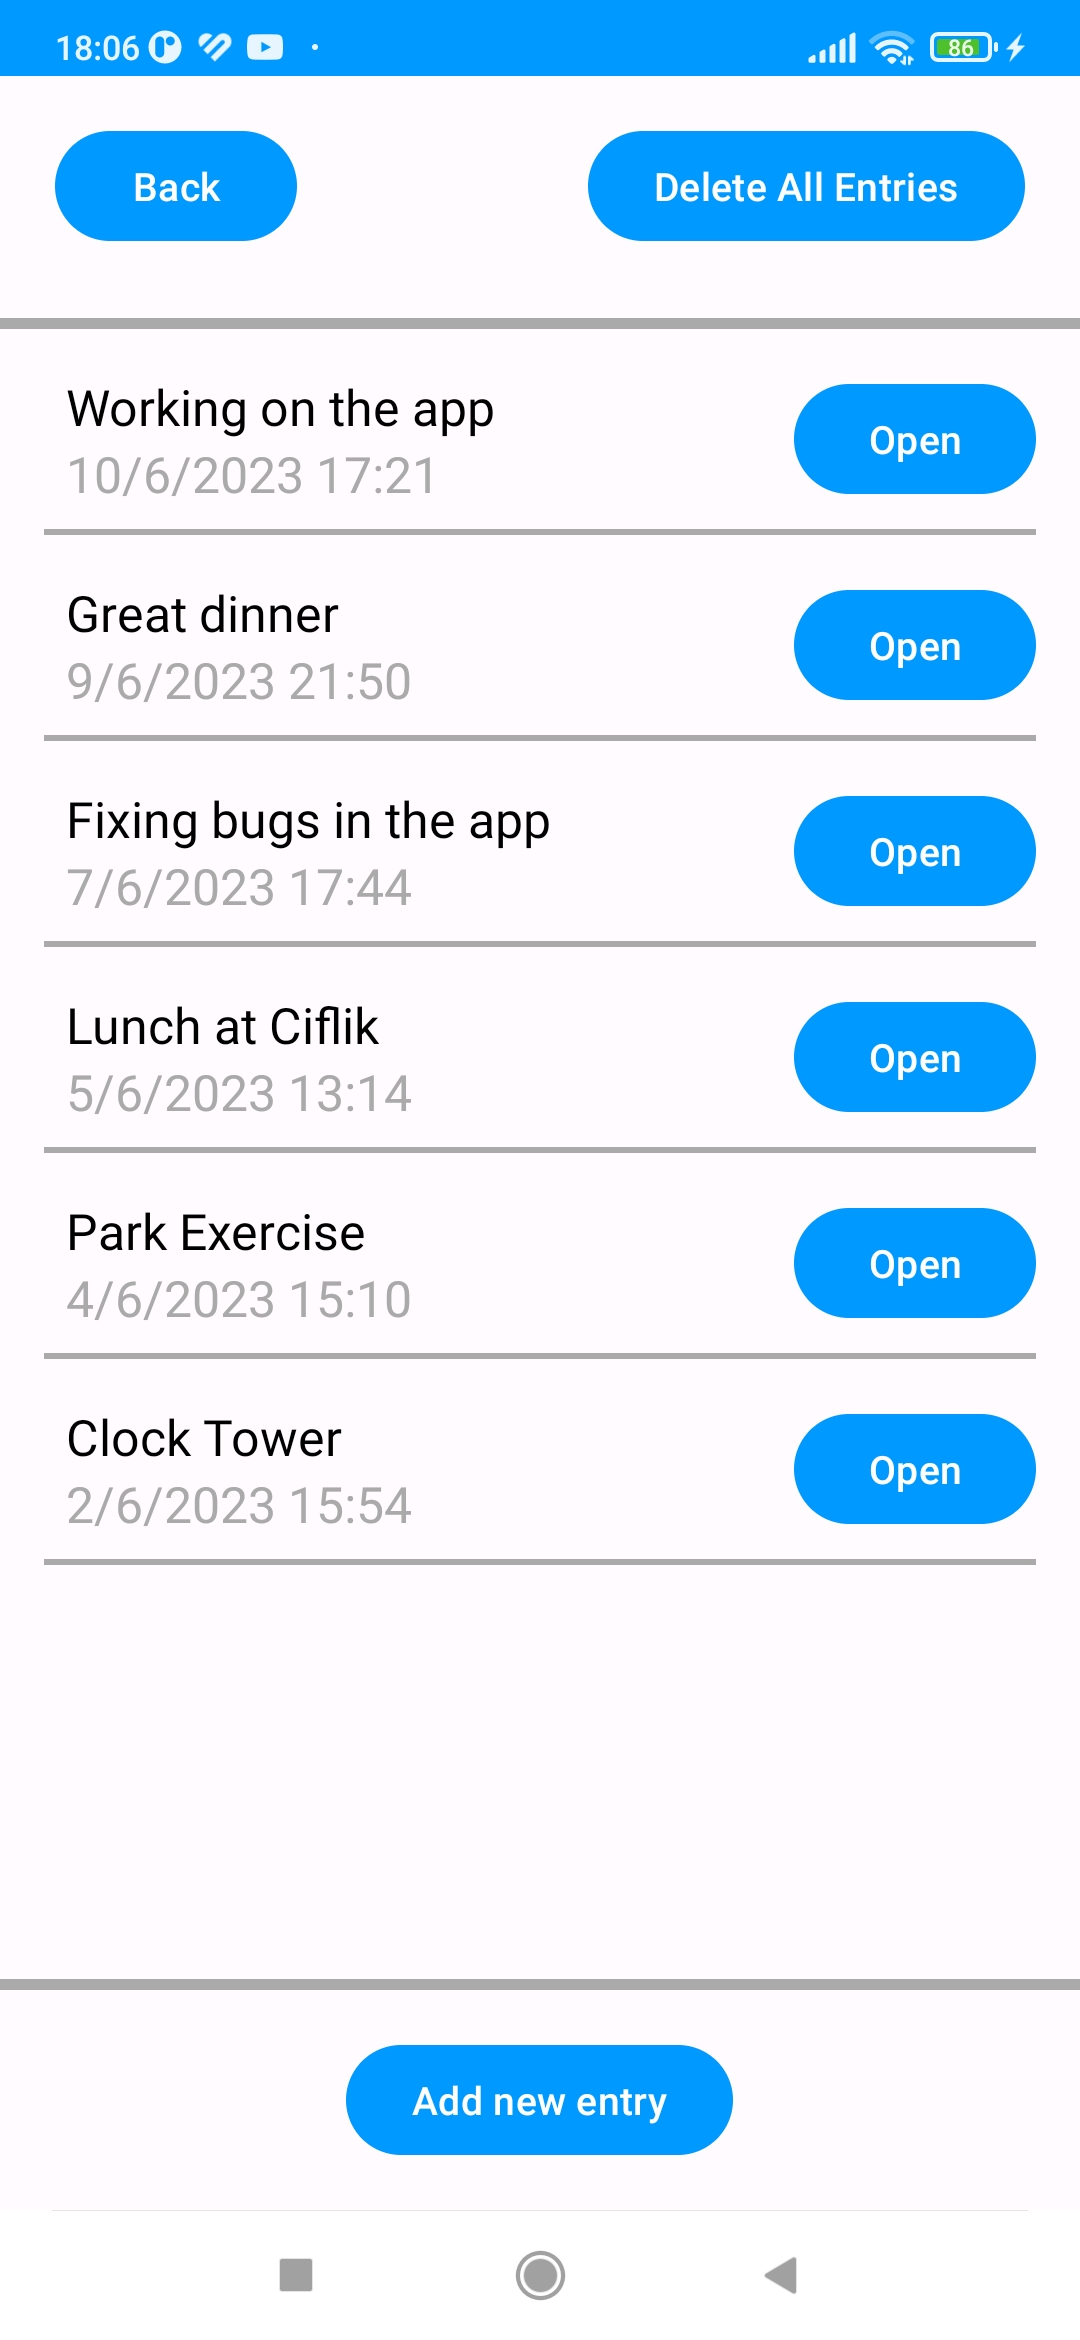 18:06
86
Back
Delete All Entries
Working on the app
10/6/2023 17:21
Open
Great dinner
9/6/2023 21:50
Open
Fixing bugs in the app
7/6/2023 17:44
Open
Lunch at Ciflik
5/6/2023 13:14
Open
Park Exercise
4/6/2023 15:10
Open
Clock Tower
2/6/2023 15:54
Open
Add new entry